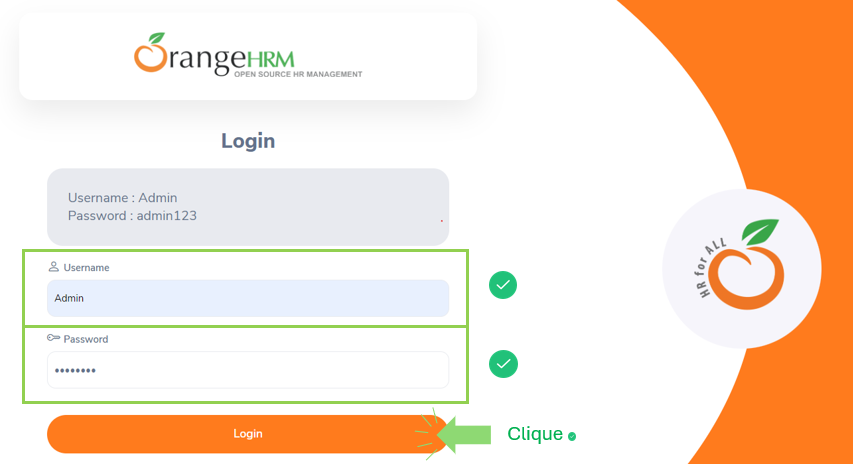 OrangeHRM
OPEN SOURCE HR MANAGEMENT
Login
Username : Admin
Password : admin123
.
Username
Admin
Password
••••••••
Login
Clique
HR for ALL